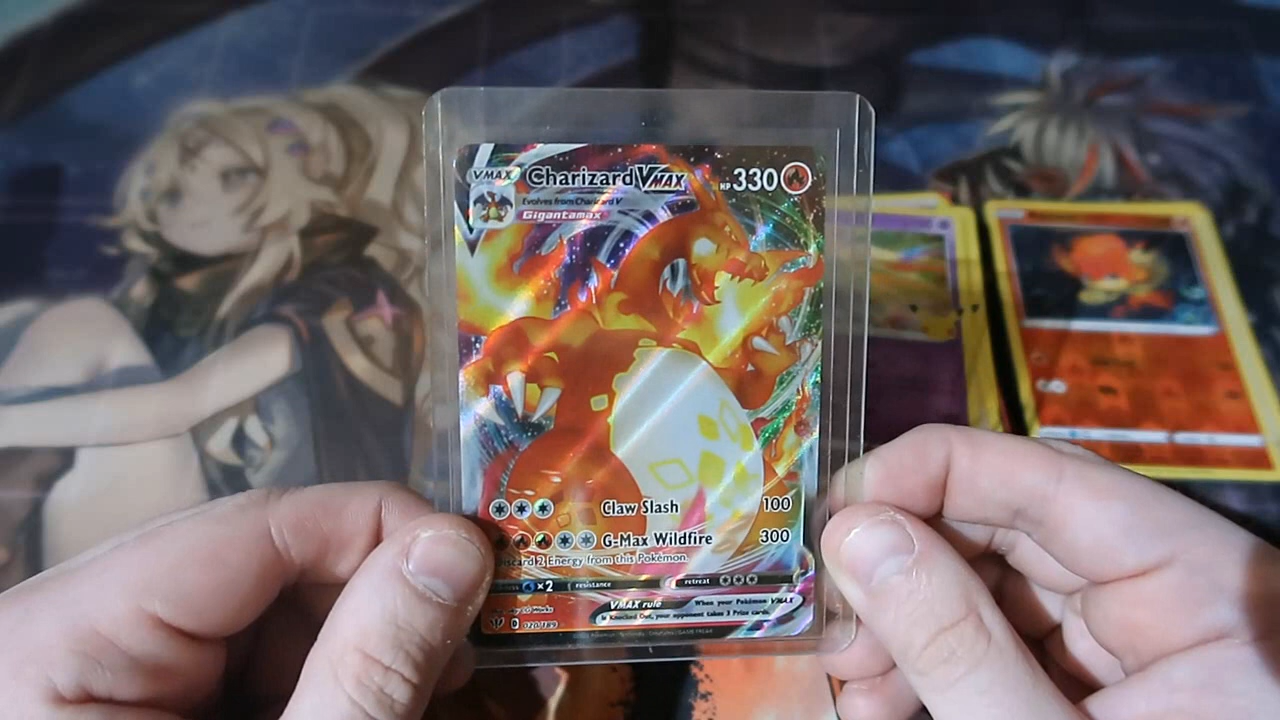 VMAX Charizard VMAX HP 330
Evolves from Charizard V
Gigantamax
Claw Slash 100
G-Max Wildfire 300
Discard 2 Energy from this Pokémon.
×2 resistance retreat
VMAX rule When your Pokémon VMAX
is Knocked Out, your opponent takes 3 Prize cards.
D 020/189